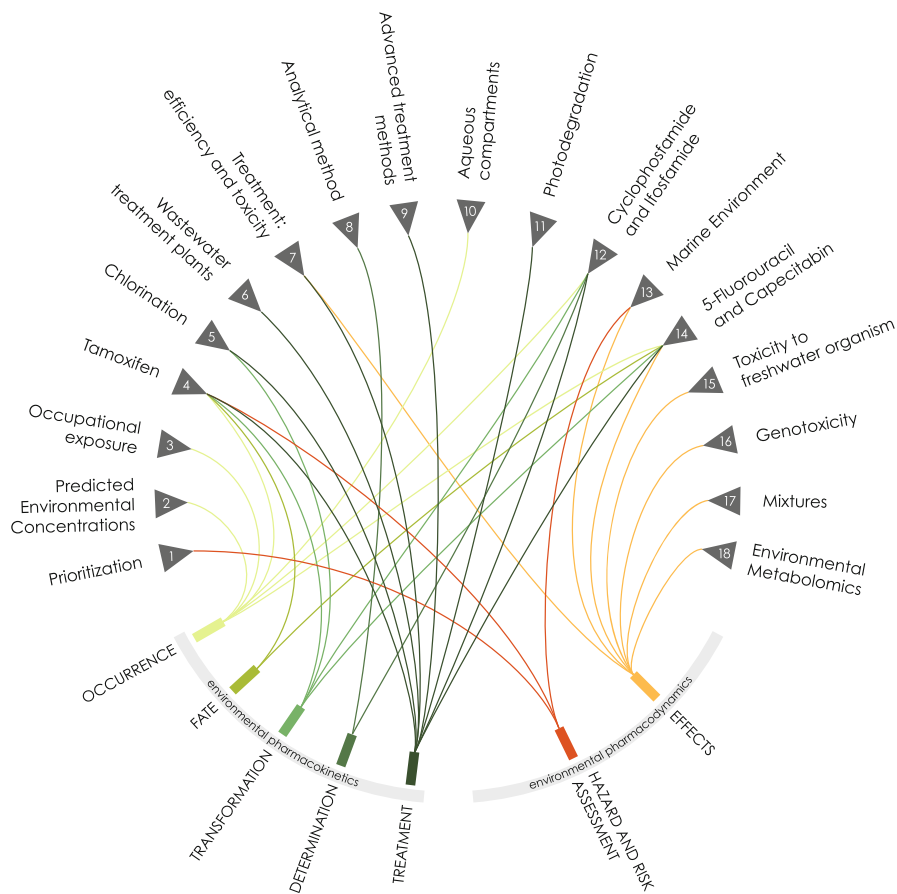 Prioritization
1
Predicted
Environmental
Concentrations
2
Occupational
exposure
3
Tamoxifen
4
Chlorination
5
Wastewater
treatment plants
6
Treatment:
efficiency and toxicity
7
Analytical method
8
Advanced treatment
methods
9
Aqueous
compartments
10
Photodegradation
11
Cyclophosfamide
and Ifosfamide
12
Marine Environment
13
5-Fluorouracil
and Capecitabin
14
Toxicity to
freshwater organism
15
Genotoxicity
16
Mixtures
17
Environmental
Metabolomics
18
OCCURRENCE
FATE
TRANSFORMATION
DETERMINATION
TREATMENT
environmental pharmacokinetics
HAZARD AND RISK
ASSESSMENT
EFFECTS
environmental pharmacodynamics